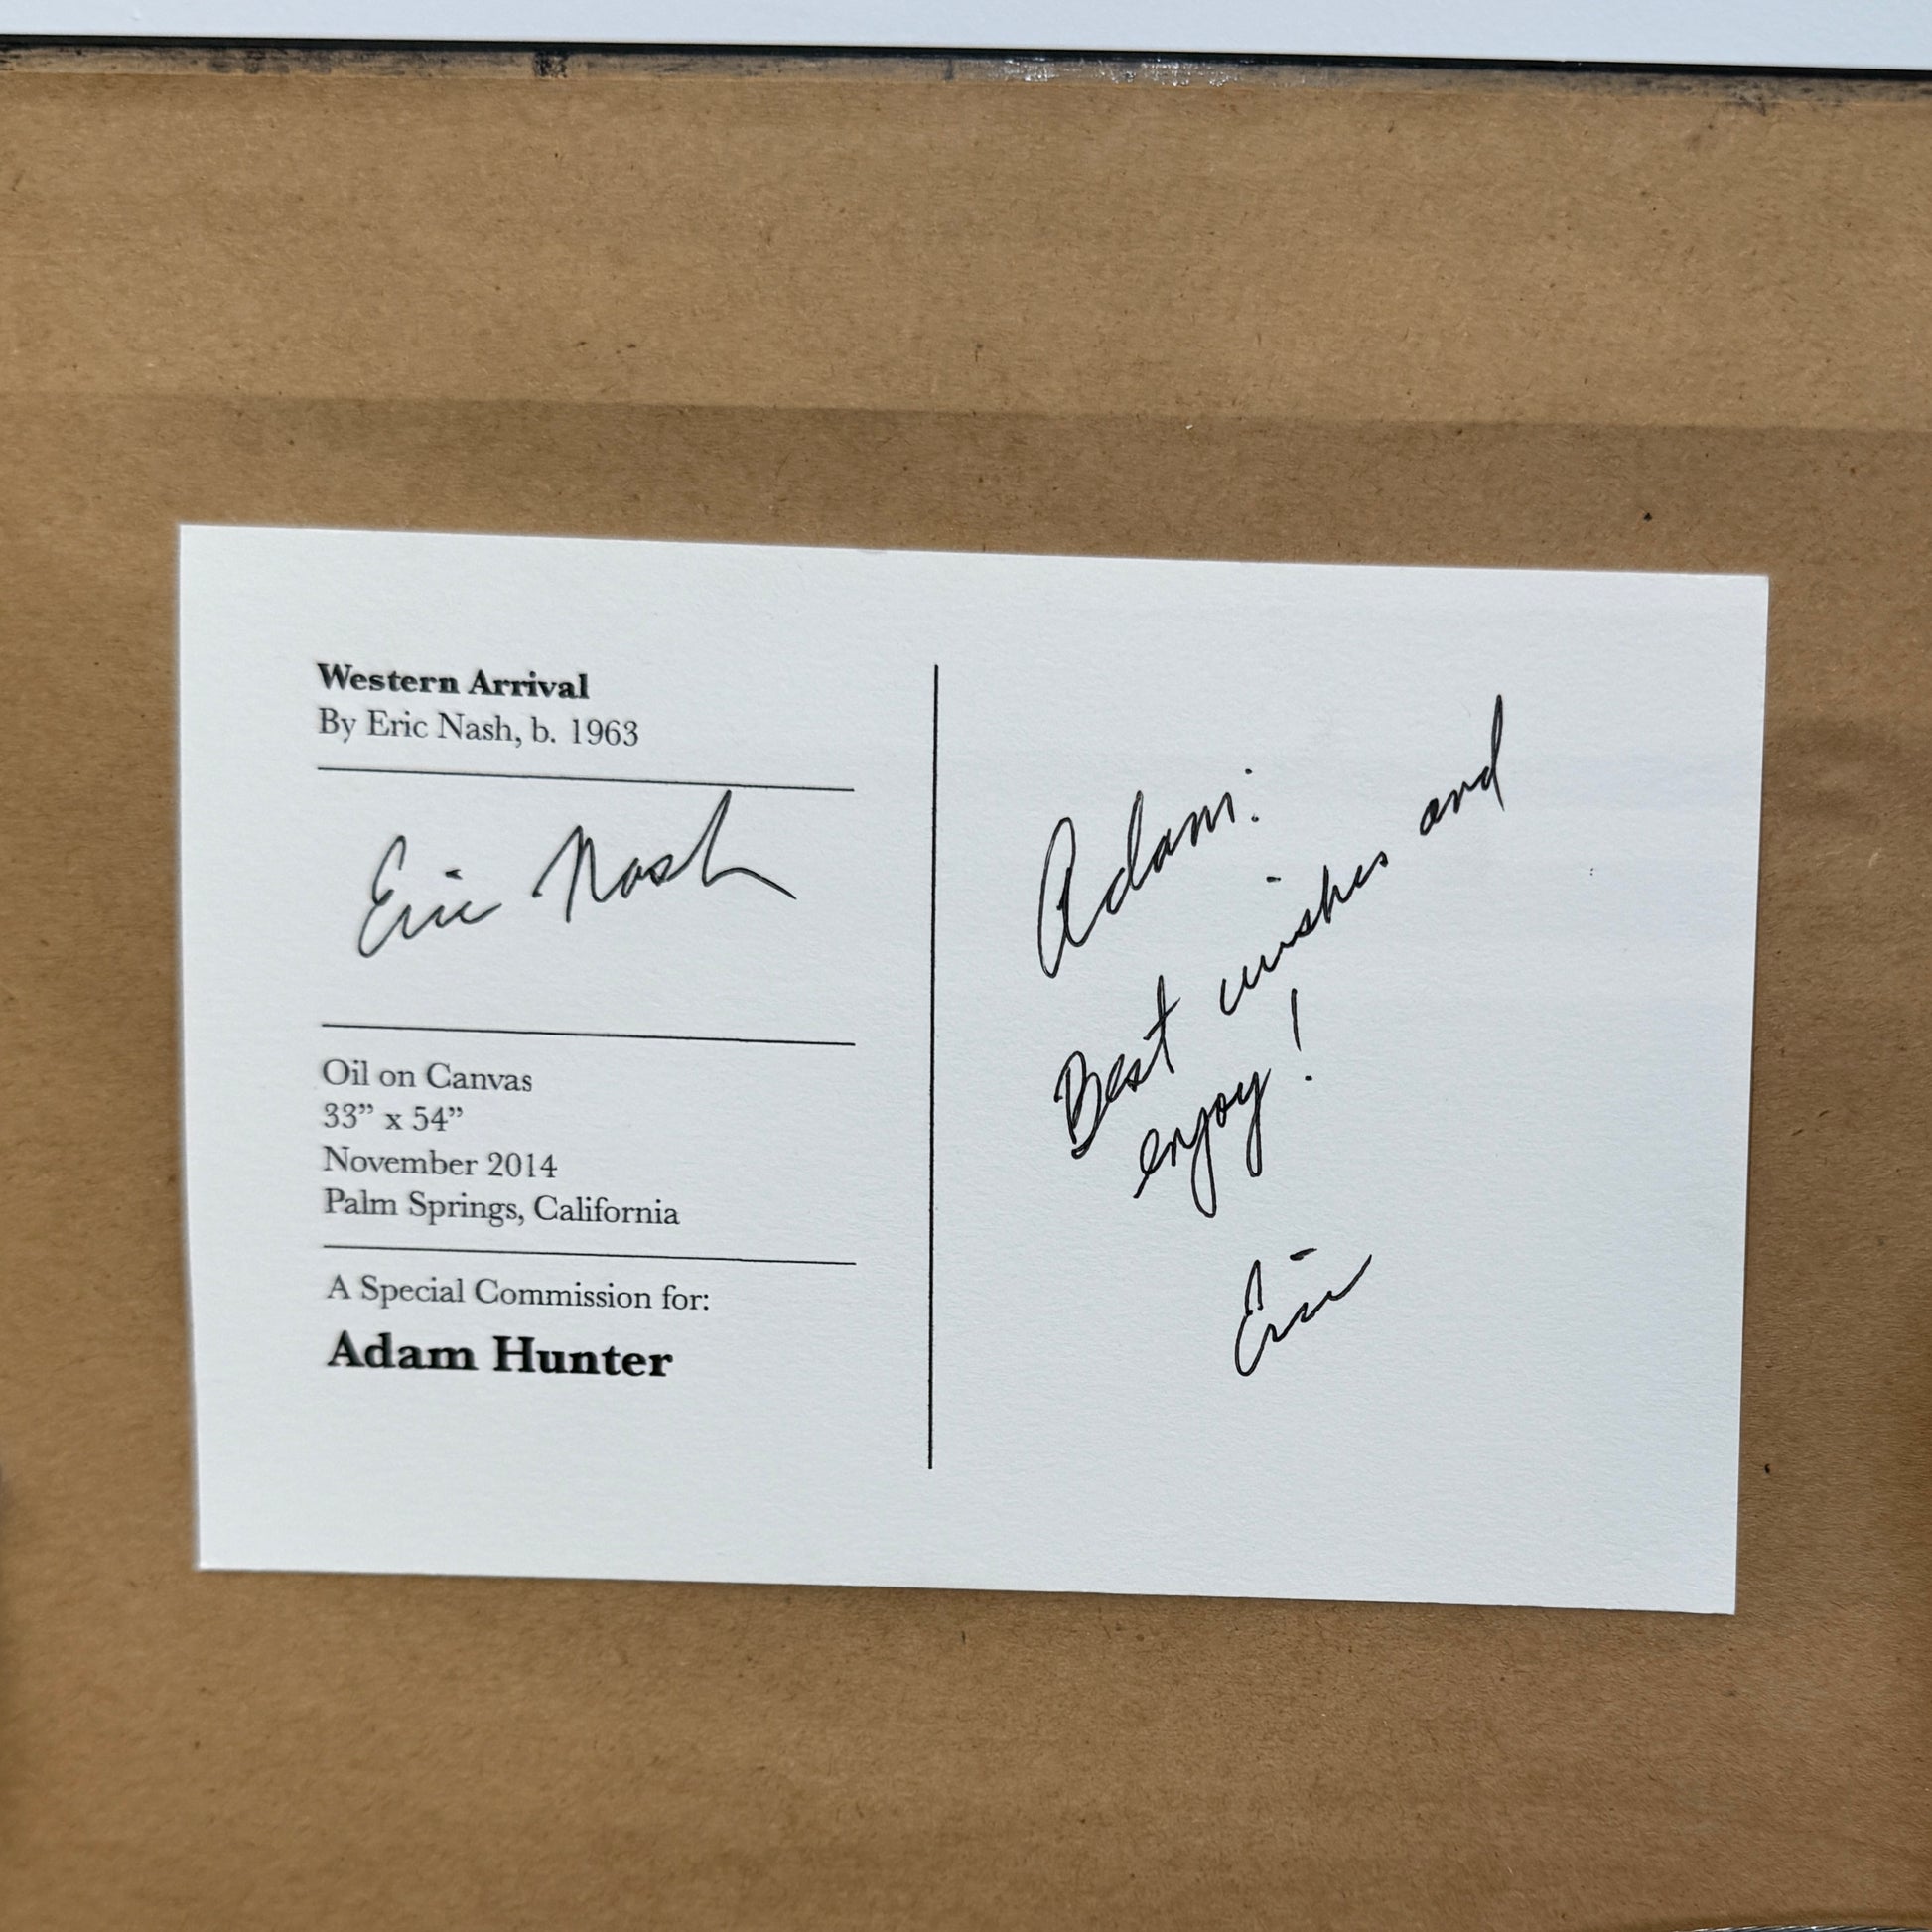 Western Arrival
By Eric Nash, b. 1963
Eric Nash
Oil on Canvas
33” x 54”
November 2014
Palm Springs, California
A Special Commission for:
Adam Hunter
Adam:
Best wishes and
enjoy!
Eric